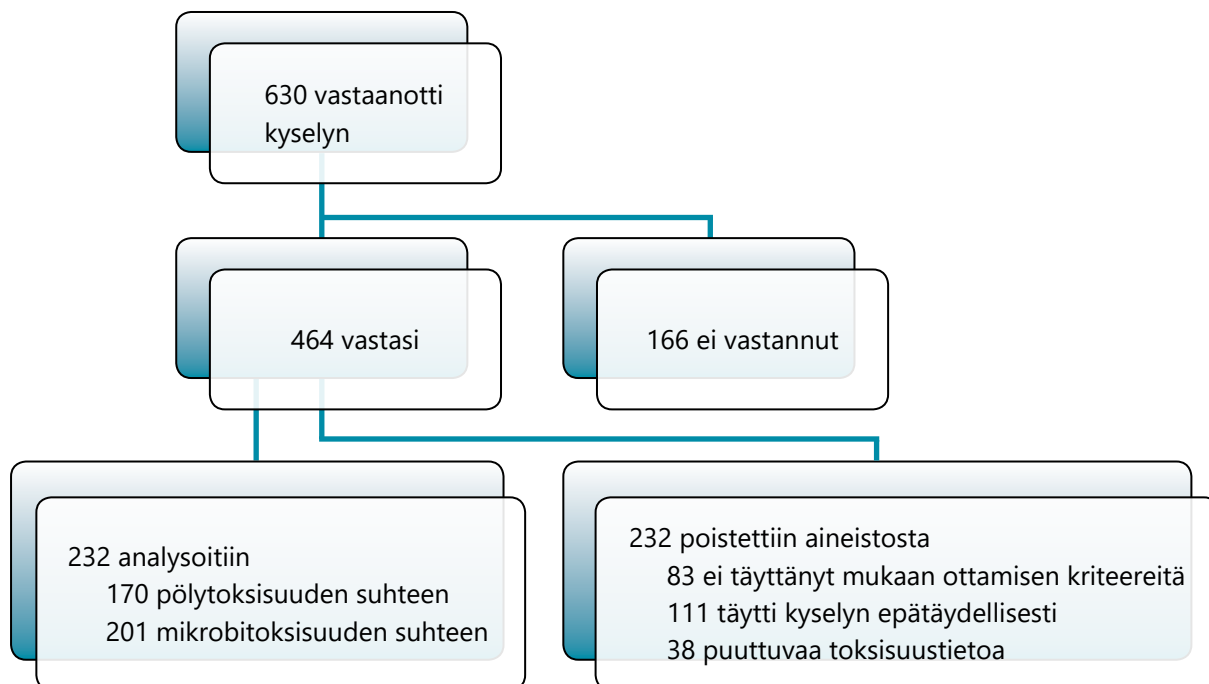 630 vastaanotti
kyselyn
464 vastasi
166 ei vastannut
232 analysoitiin
170 pölytoksisuuden suhteen
201 mikrobitoksisuuden suhteen
232 poistettiin aineistosta
83 ei täyttänyt mukaan ottamisen kriteereitä
111 täytti kyselyn epätäydellisesti
38 puuttuvaa toksisuustietoa